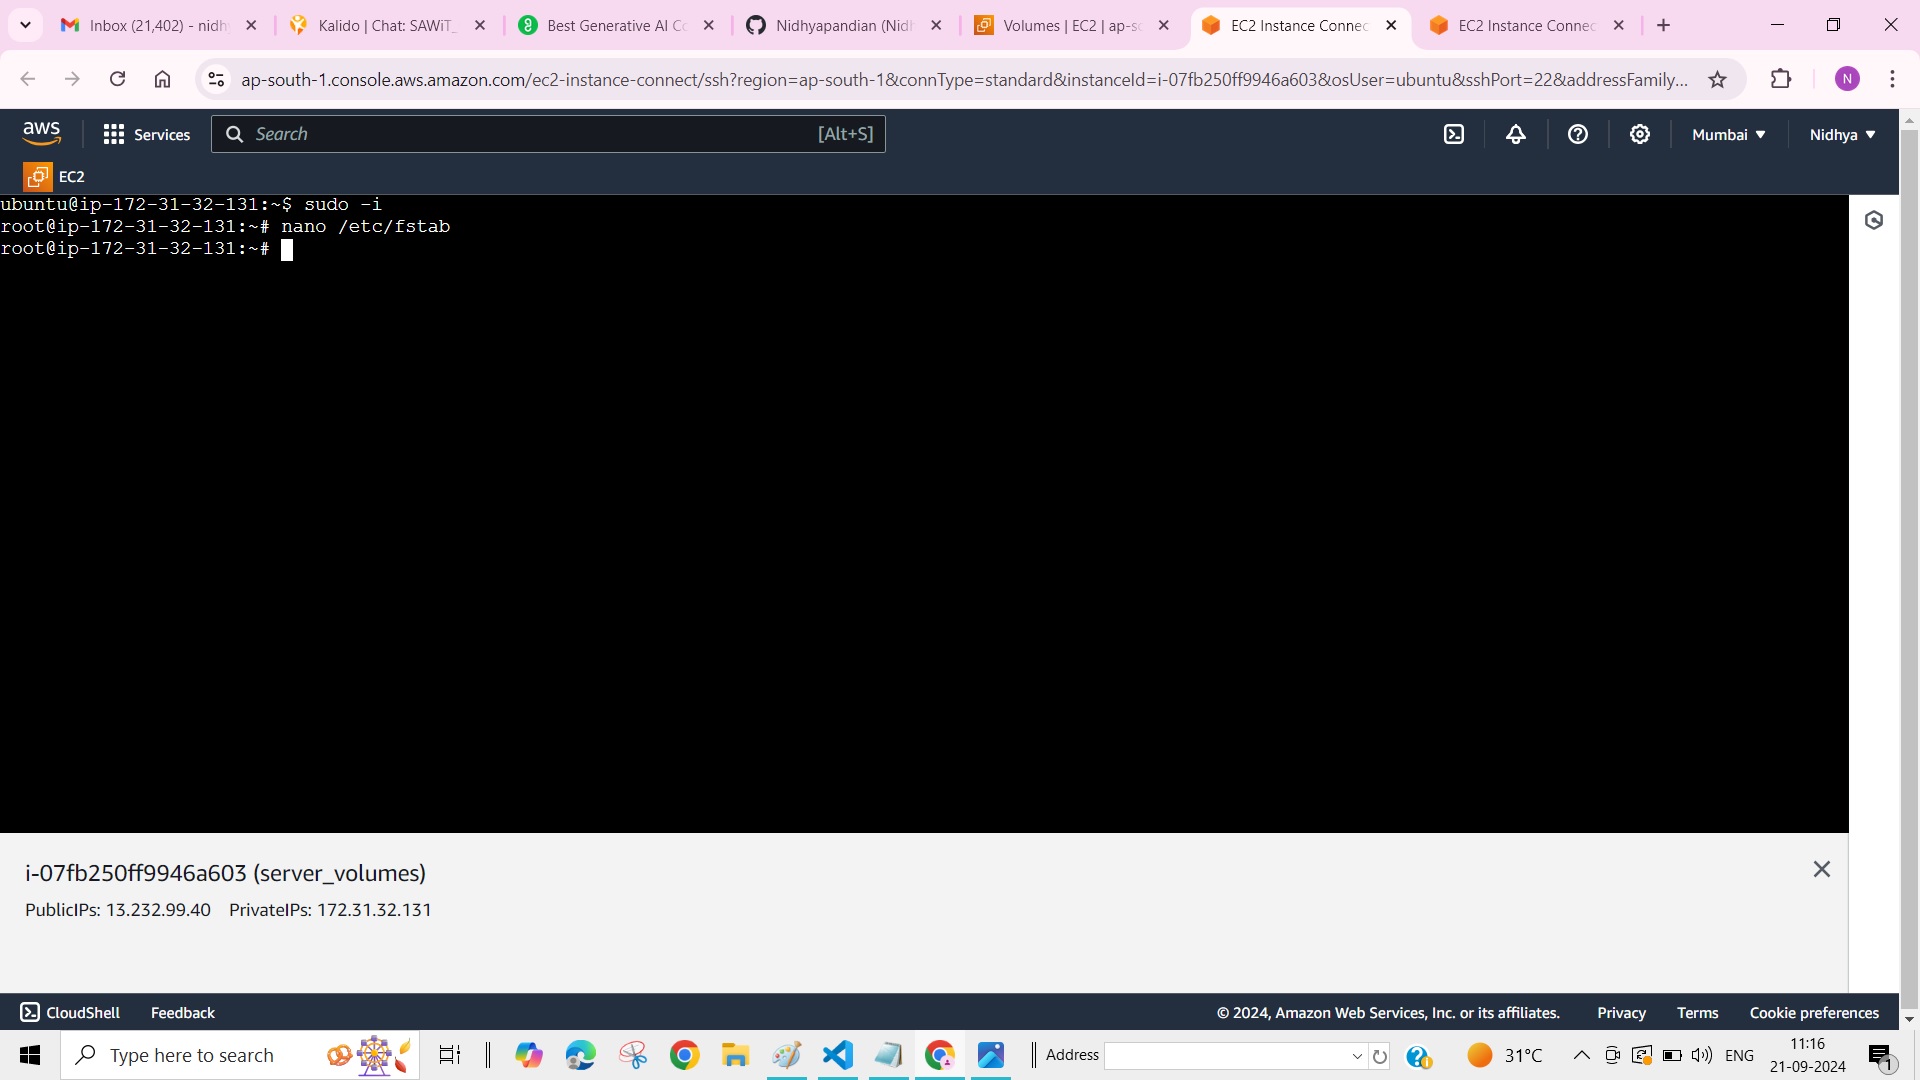 Inbox (21,402) - nidh
Kalido | Chat: SAWiT_
Best Generative AI Co
Nidhyapandian (Nidh
Volumes | EC2 | ap-so
EC2 Instance Connec
EC2 Instance Connec
ap-south-1.console.aws.amazon.com/ec2-instance-connect/ssh?region=ap-south-1&connType=standard&instanceId=i-07fb250ff9946a603&osUser=ubuntu&sshPort=22&addressFamily...
N
aws
Services
Search
[Alt+S]
Mumbai
Nidhya
EC2
ubuntu@ip-172-31-32-131:~$ sudo -i
root@ip-172-31-32-131:~# nano /etc/fstab
root@ip-172-31-32-131:~#
i-07fb250ff9946a603 (server_volumes)
PublicIPs: 13.232.99.40 PrivateIPs: 172.31.32.131
CloudShell
Feedback
© 2024, Amazon Web Services, Inc. or its affiliates.
Privacy
Terms
Cookie preferences
Type here to search
Address
31°C
ENG
11:16
21-09-2024
1